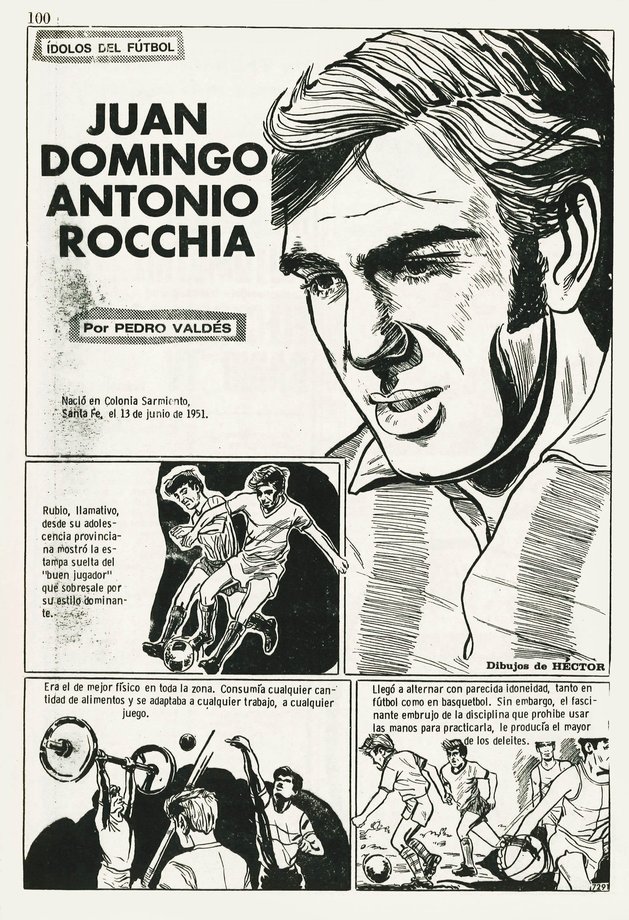 100
ÍDOLOS DEL FÚTBOL
JUAN
DOMINGO
ANTONIO
ROCCHIA
Por PEDRO VALDÉS
Nació en Colonia Sarmiento,
Santa Fe, el 13 de junio de 1951.
Rubio, llamativo,
desde su adoles-
cencia provincia-
na mostró la es-
tampa suelta del
"buen jugador"
que sobresale por
su estilo dominan-
te.
Dibujos de HÉCTOR
Era el de mejor físico en toda la zona. Consumía cualquier can-
tidad de alimentos y se adaptaba a cualquier trabajo, a cualquier
juego.
Llegó a alternar con parecida idoneidad, tanto en
fútbol como en basquetbol. Sin embargo, el fasci-
nante embrujo de la disciplina que prohibe usar
las manos para practicarla, le producía el mayor
de los deleites.
729